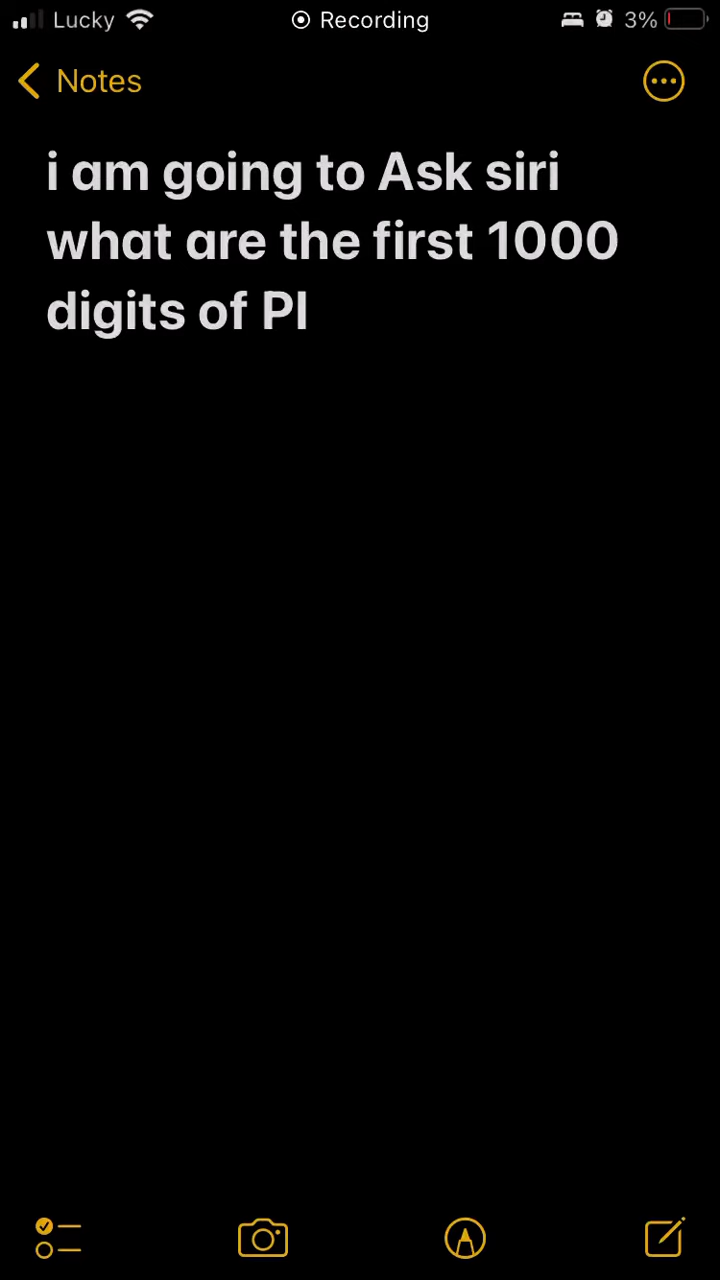 Lucky Recording 3%
Notes
i am going to Ask siri
what are the first 1000
digits of PI